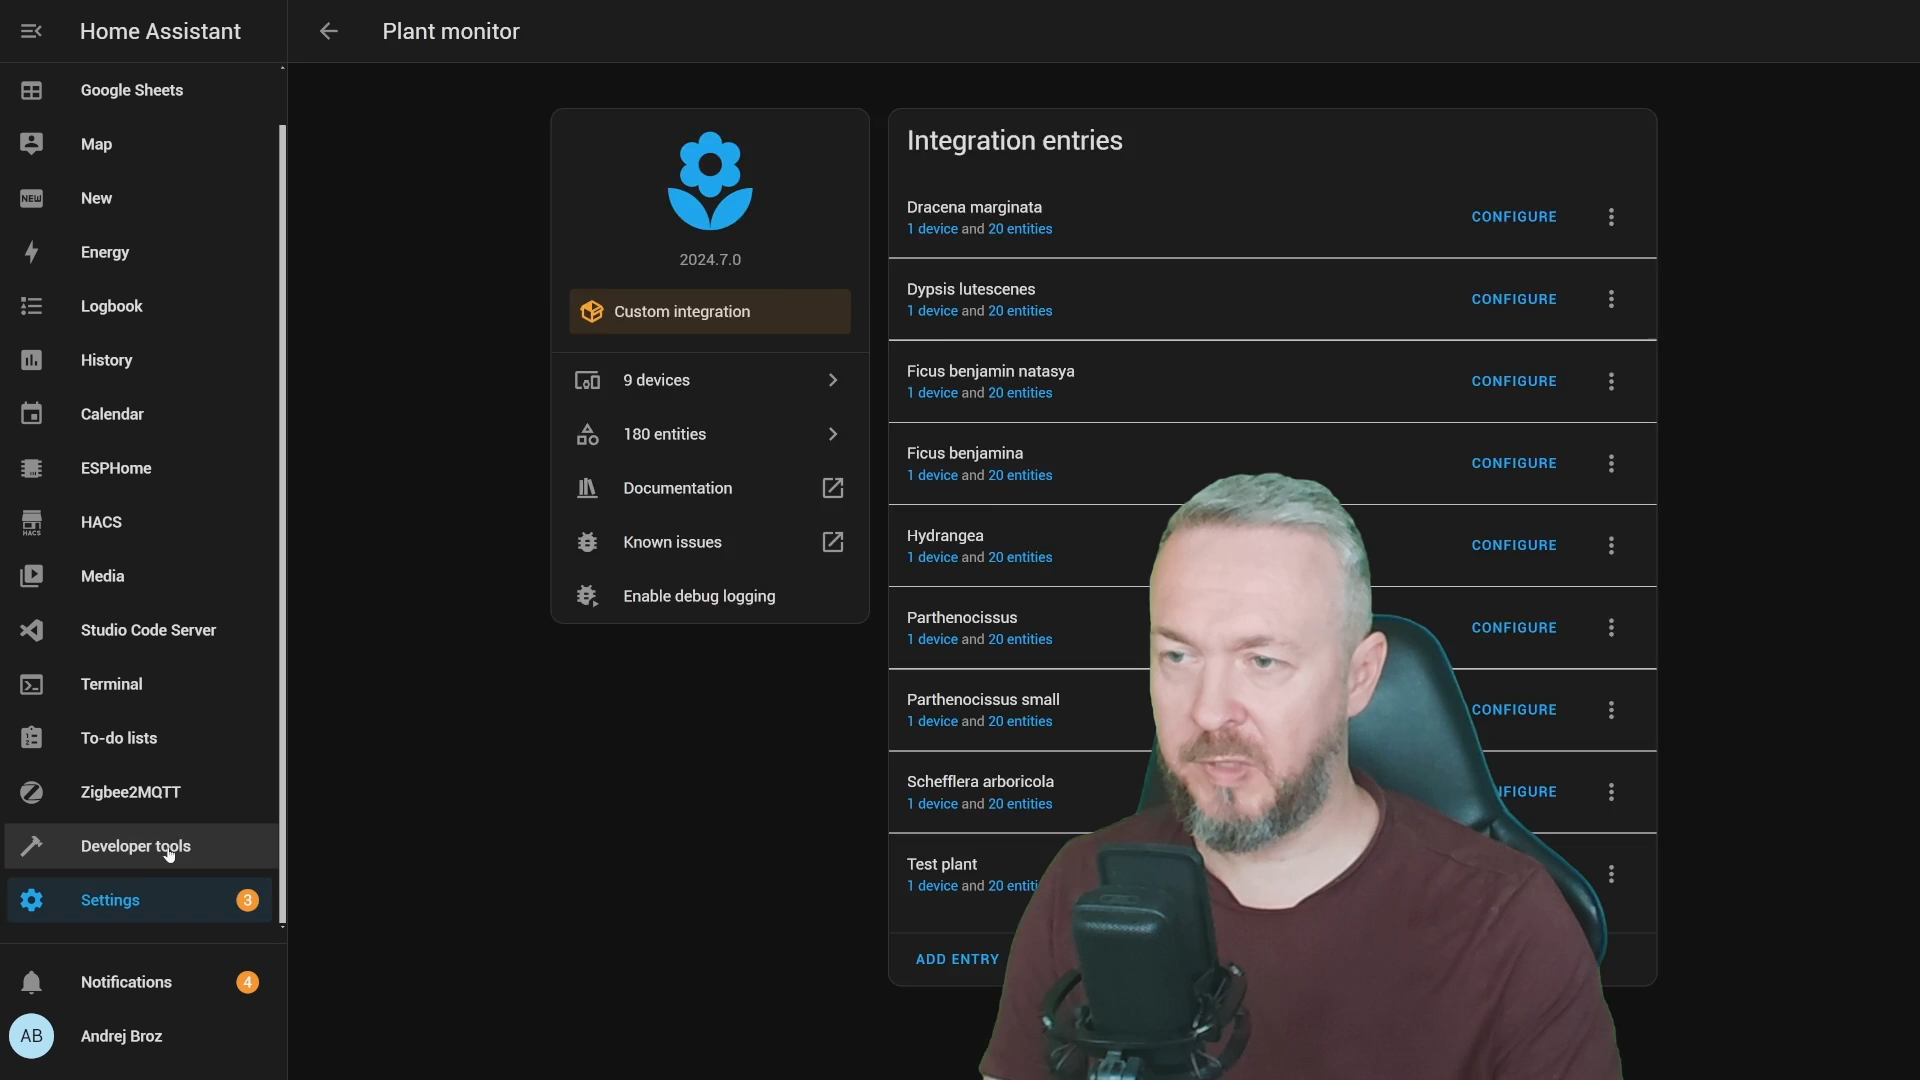 Home Assistant
Plant monitor
Google Sheets
Map
NEW
New
Energy
Logbook
History
Calendar
ESPHome
HACS
HACS
Media
Studio Code Server
Terminal
To-do lists
Zigbee2MQTT
Developer tools
Settings
3
Notifications
4
AB
Andrej Broz
2024.7.0
Custom integration
9 devices
180 entities
Documentation
Known issues
Enable debug logging
Integration entries
Dracena marginata
1 device and 20 entities
CONFIGURE
Dypsis lutescenes
1 device and 20 entities
CONFIGURE
Ficus benjamin natasya
1 device and 20 entities
CONFIGURE
Ficus benjamina
1 device and 20 entities
CONFIGURE
Hydrangea
1 device and 20 entities
CONFIGURE
Parthenocissus
1 device and 20 entities
CONFIGURE
Parthenocissus small
1 device and 20 entities
CONFIGURE
Schefflera arboricola
1 device and 20 entities
FIGURE
Test plant
1 device and 20 entiti
ADD ENTRY